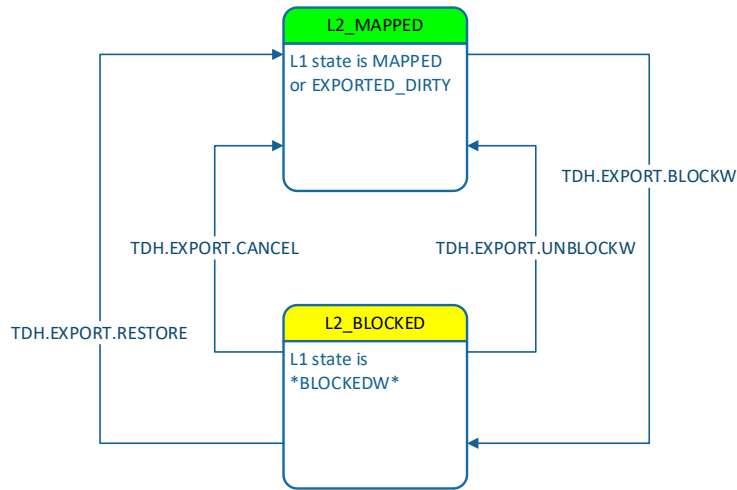 L2_MAPPED
L1 state is MAPPED
or EXPORTED_DIRTY
TDH.EXPORT.BLOCKW
TDH.EXPORT.CANCEL
TDH.EXPORT.UNBLOCKW
TDH.EXPORT.RESTORE
L2_BLOCKED
L1 state is
*BLOCKEDW*